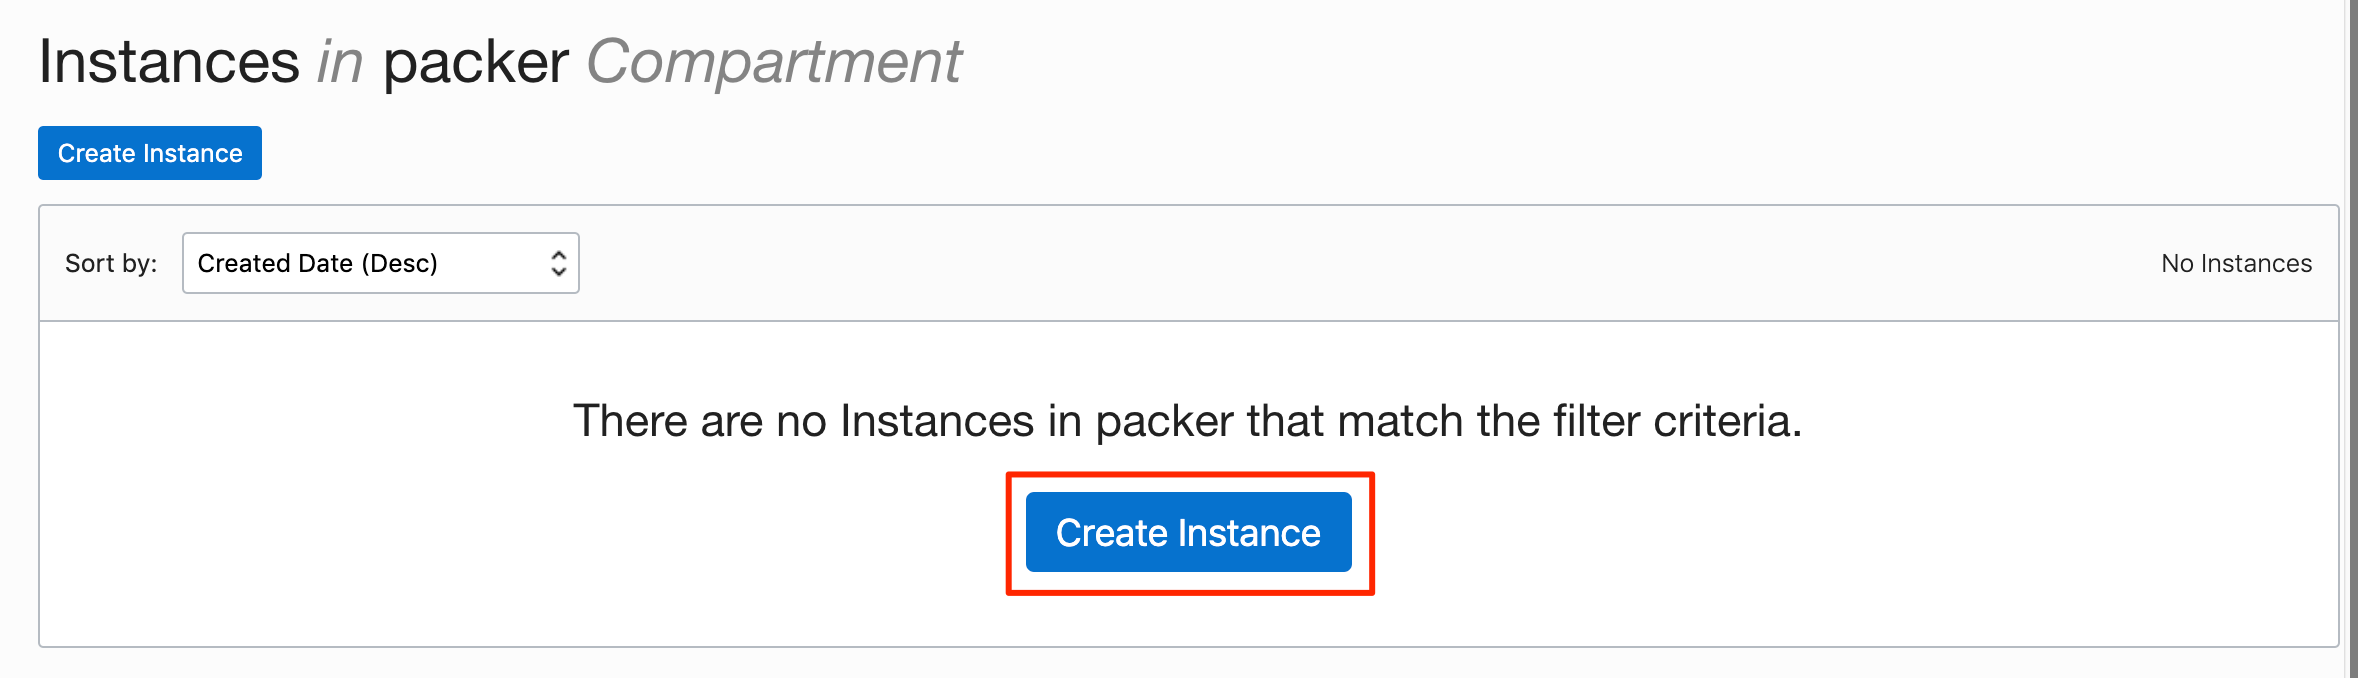 Instances in packer Compartment
Create Instance
Sort by: Created Date (Desc) No Instances
There are no Instances in packer that match the filter criteria.
Create Instance